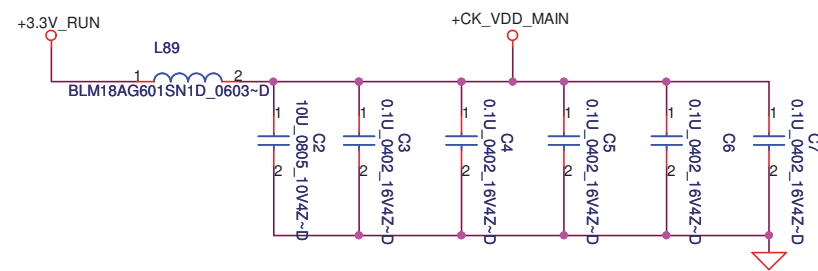 +3.3V_RUN
+CK_VDD_MAIN
L89
1
2
BLM18AG601SN1D_0603~D
1
2
10U_0805_10V4Z~D
C2
1
2
0.1U_0402_16V4Z~D
C3
1
2
0.1U_0402_16V4Z~D
C4
1
2
0.1U_0402_16V4Z~D
C5
1
2
0.1U_0402_16V4Z~D
C6
1
2
0.1U_0402_16V4Z~D
C7